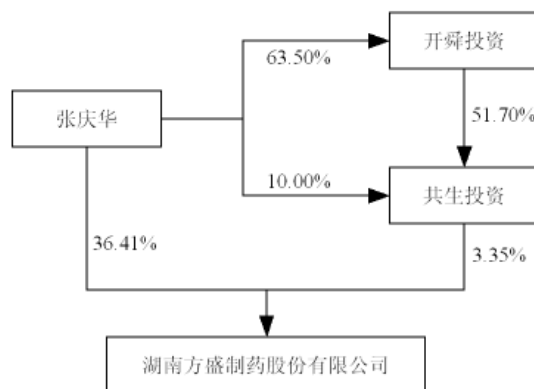 开舜投资
63.50%
张庆华
51.70%
10.00%
共生投资
36.41%
3.35%
湖南方盛制药股份有限公司